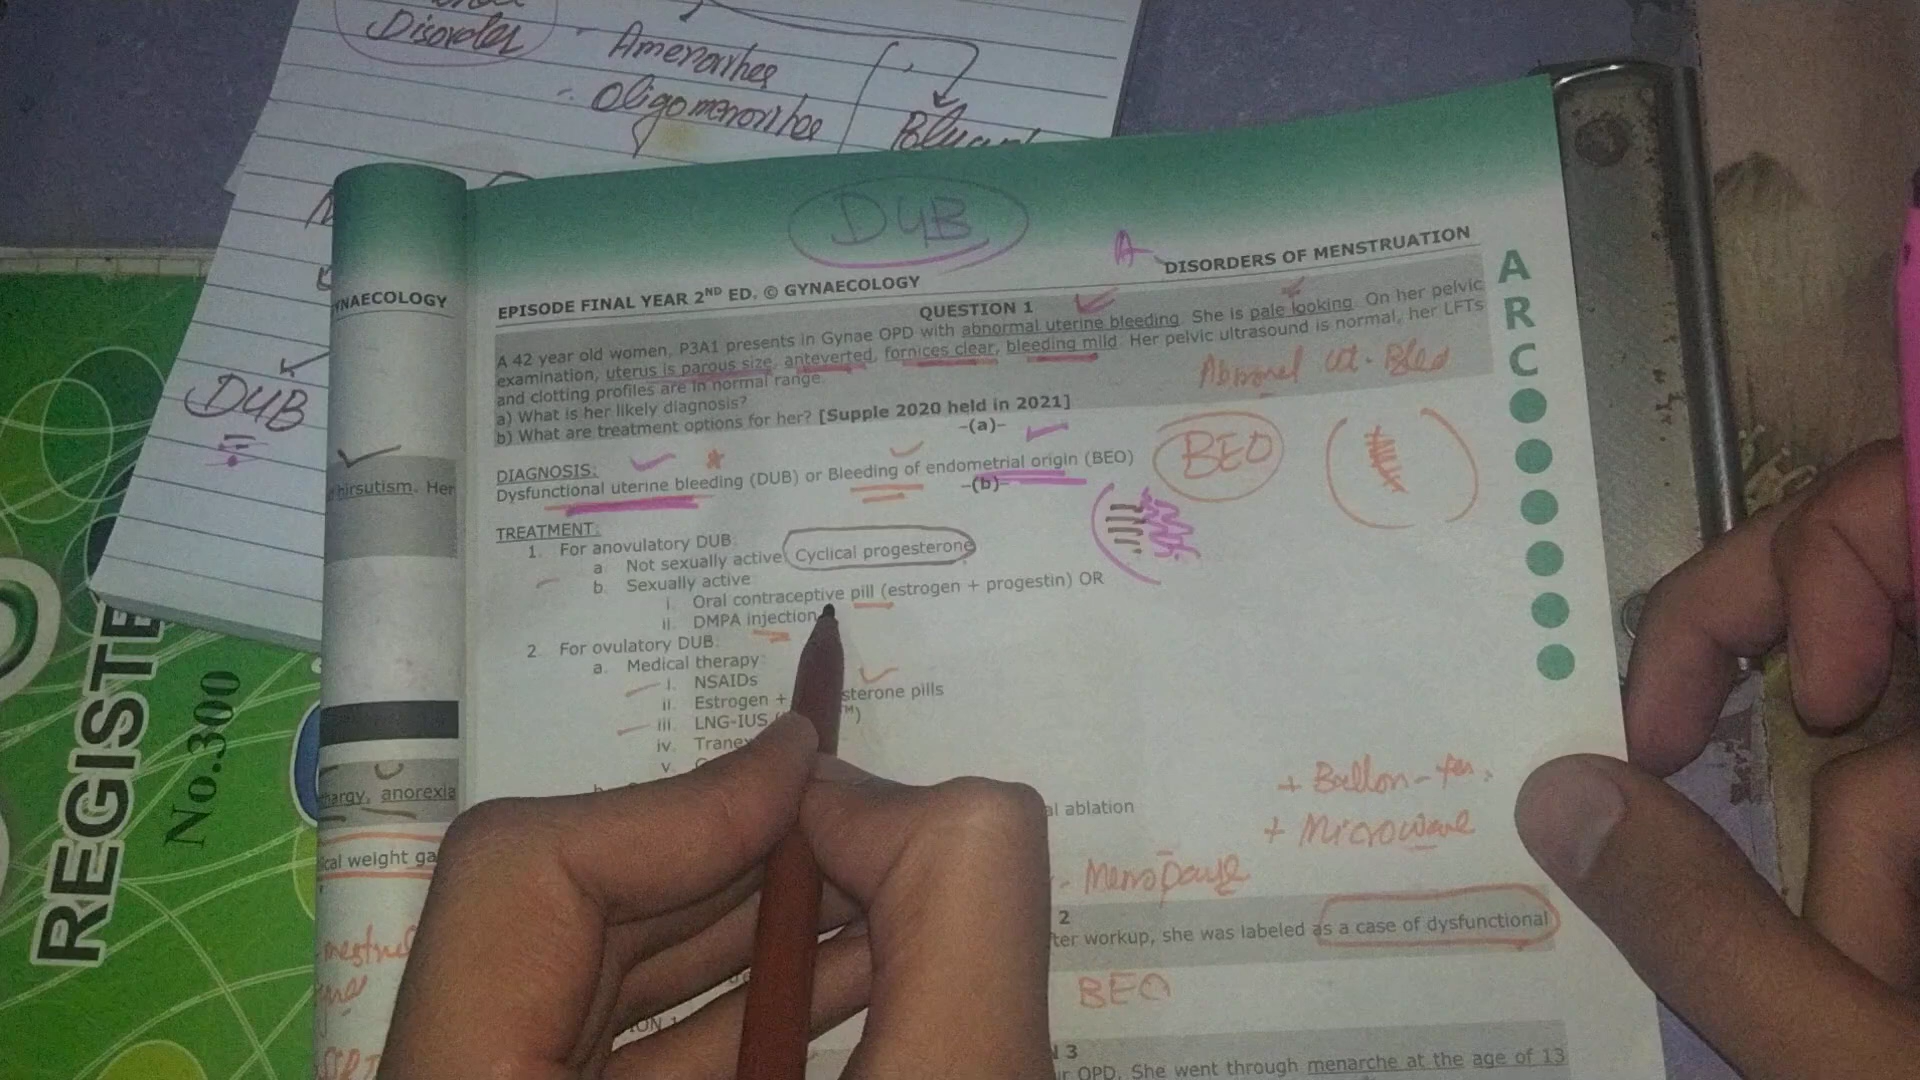 Disorder
Amenorrhea
Oligomenorrhea
DUB
REGISTE
No.300
YNAECOLOGY
hirsutism. Her
hargy, anorexia
ical weight ga
DUB
A
EPISODE FINAL YEAR 2ND ED. © GYNAECOLOGY
DISORDERS OF MENSTRUATION
A
R
C
QUESTION 1
A 42 year old women, P3A1 presents in Gynae OPD with abnormal uterine bleeding. She is pale looking. On her pelvic
examination, uterus is parous size, anteverted, fornices clear, bleeding mild. Her pelvic ultrasound is normal, her LFTs
and clotting profiles are in normal range.
a) What is her likely diagnosis?
b) What are treatment options for her? [Supple 2020 held in 2021]
-(a)-
DIAGNOSIS:
Dysfunctional uterine bleeding (DUB) or Bleeding of endometrial origin (BEO)
BEO
-(b)-
TREATMENT:
1. For anovulatory DUB:
a Not sexually active Cyclical progesterone
b. Sexually active
i. Oral contraceptive pill (estrogen + progestin) OR
ii. DMPA injection
2. For ovulatory DUB:
a. Medical therapy:
i. NSAIDs
ii. Estrogen + sterone pills
iii. LNG-IUS
iv. Tranex
v.
al ablation
+ Microwave
- Menopause
2
ter workup, she was labeled as a case of dysfunctional
BEO
3
ur OPD. She went through menarche at the age of 13